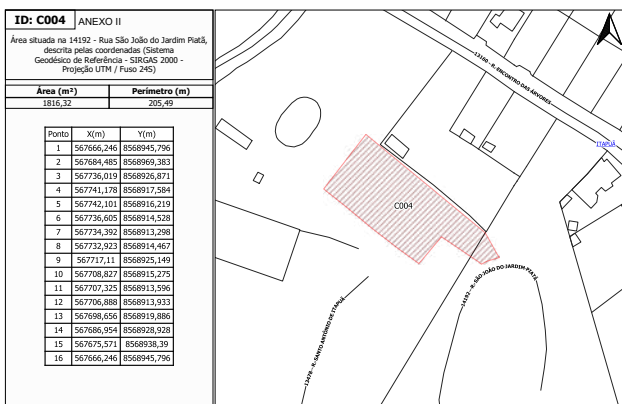 ID: C004 ANEXO II
Área situada na 14192 - Rua São João do Jardim Piatã,
descrita pelas coordenadas (Sistema
Geodésico de Referência - SIRGAS 2000 -
Projeção UTM / Fuso 24S)
Área (m²) Perímetro (m)
1816,32 205,49
Ponto X(m) Y(m)
1 567666,246 8568945,796
2 567684,485 8568969,383
3 567736,019 8568926,871
4 567741,178 8568917,584
5 567742,101 8568916,219
6 567736,605 8568914,528
7 567734,392 8568913,298
8 567732,923 8568914,467
9 567717,11 8568925,149
10 567708,827 8568915,275
11 567707,325 8568913,596
12 567706,888 8568913,933
13 567698,656 8568919,886
14 567686,954 8568928,928
15 567675,571 8568938,39
16 567666,246 8568945,796
13190 - R. ENCONTRO DAS ÁRVORES
ITAPUÃ
C004
14192 - R. SÃO JOÃO DO JARDIM PIATÃ
13478 - R. SANTO ANTÔNIO DE ITAPUÃ